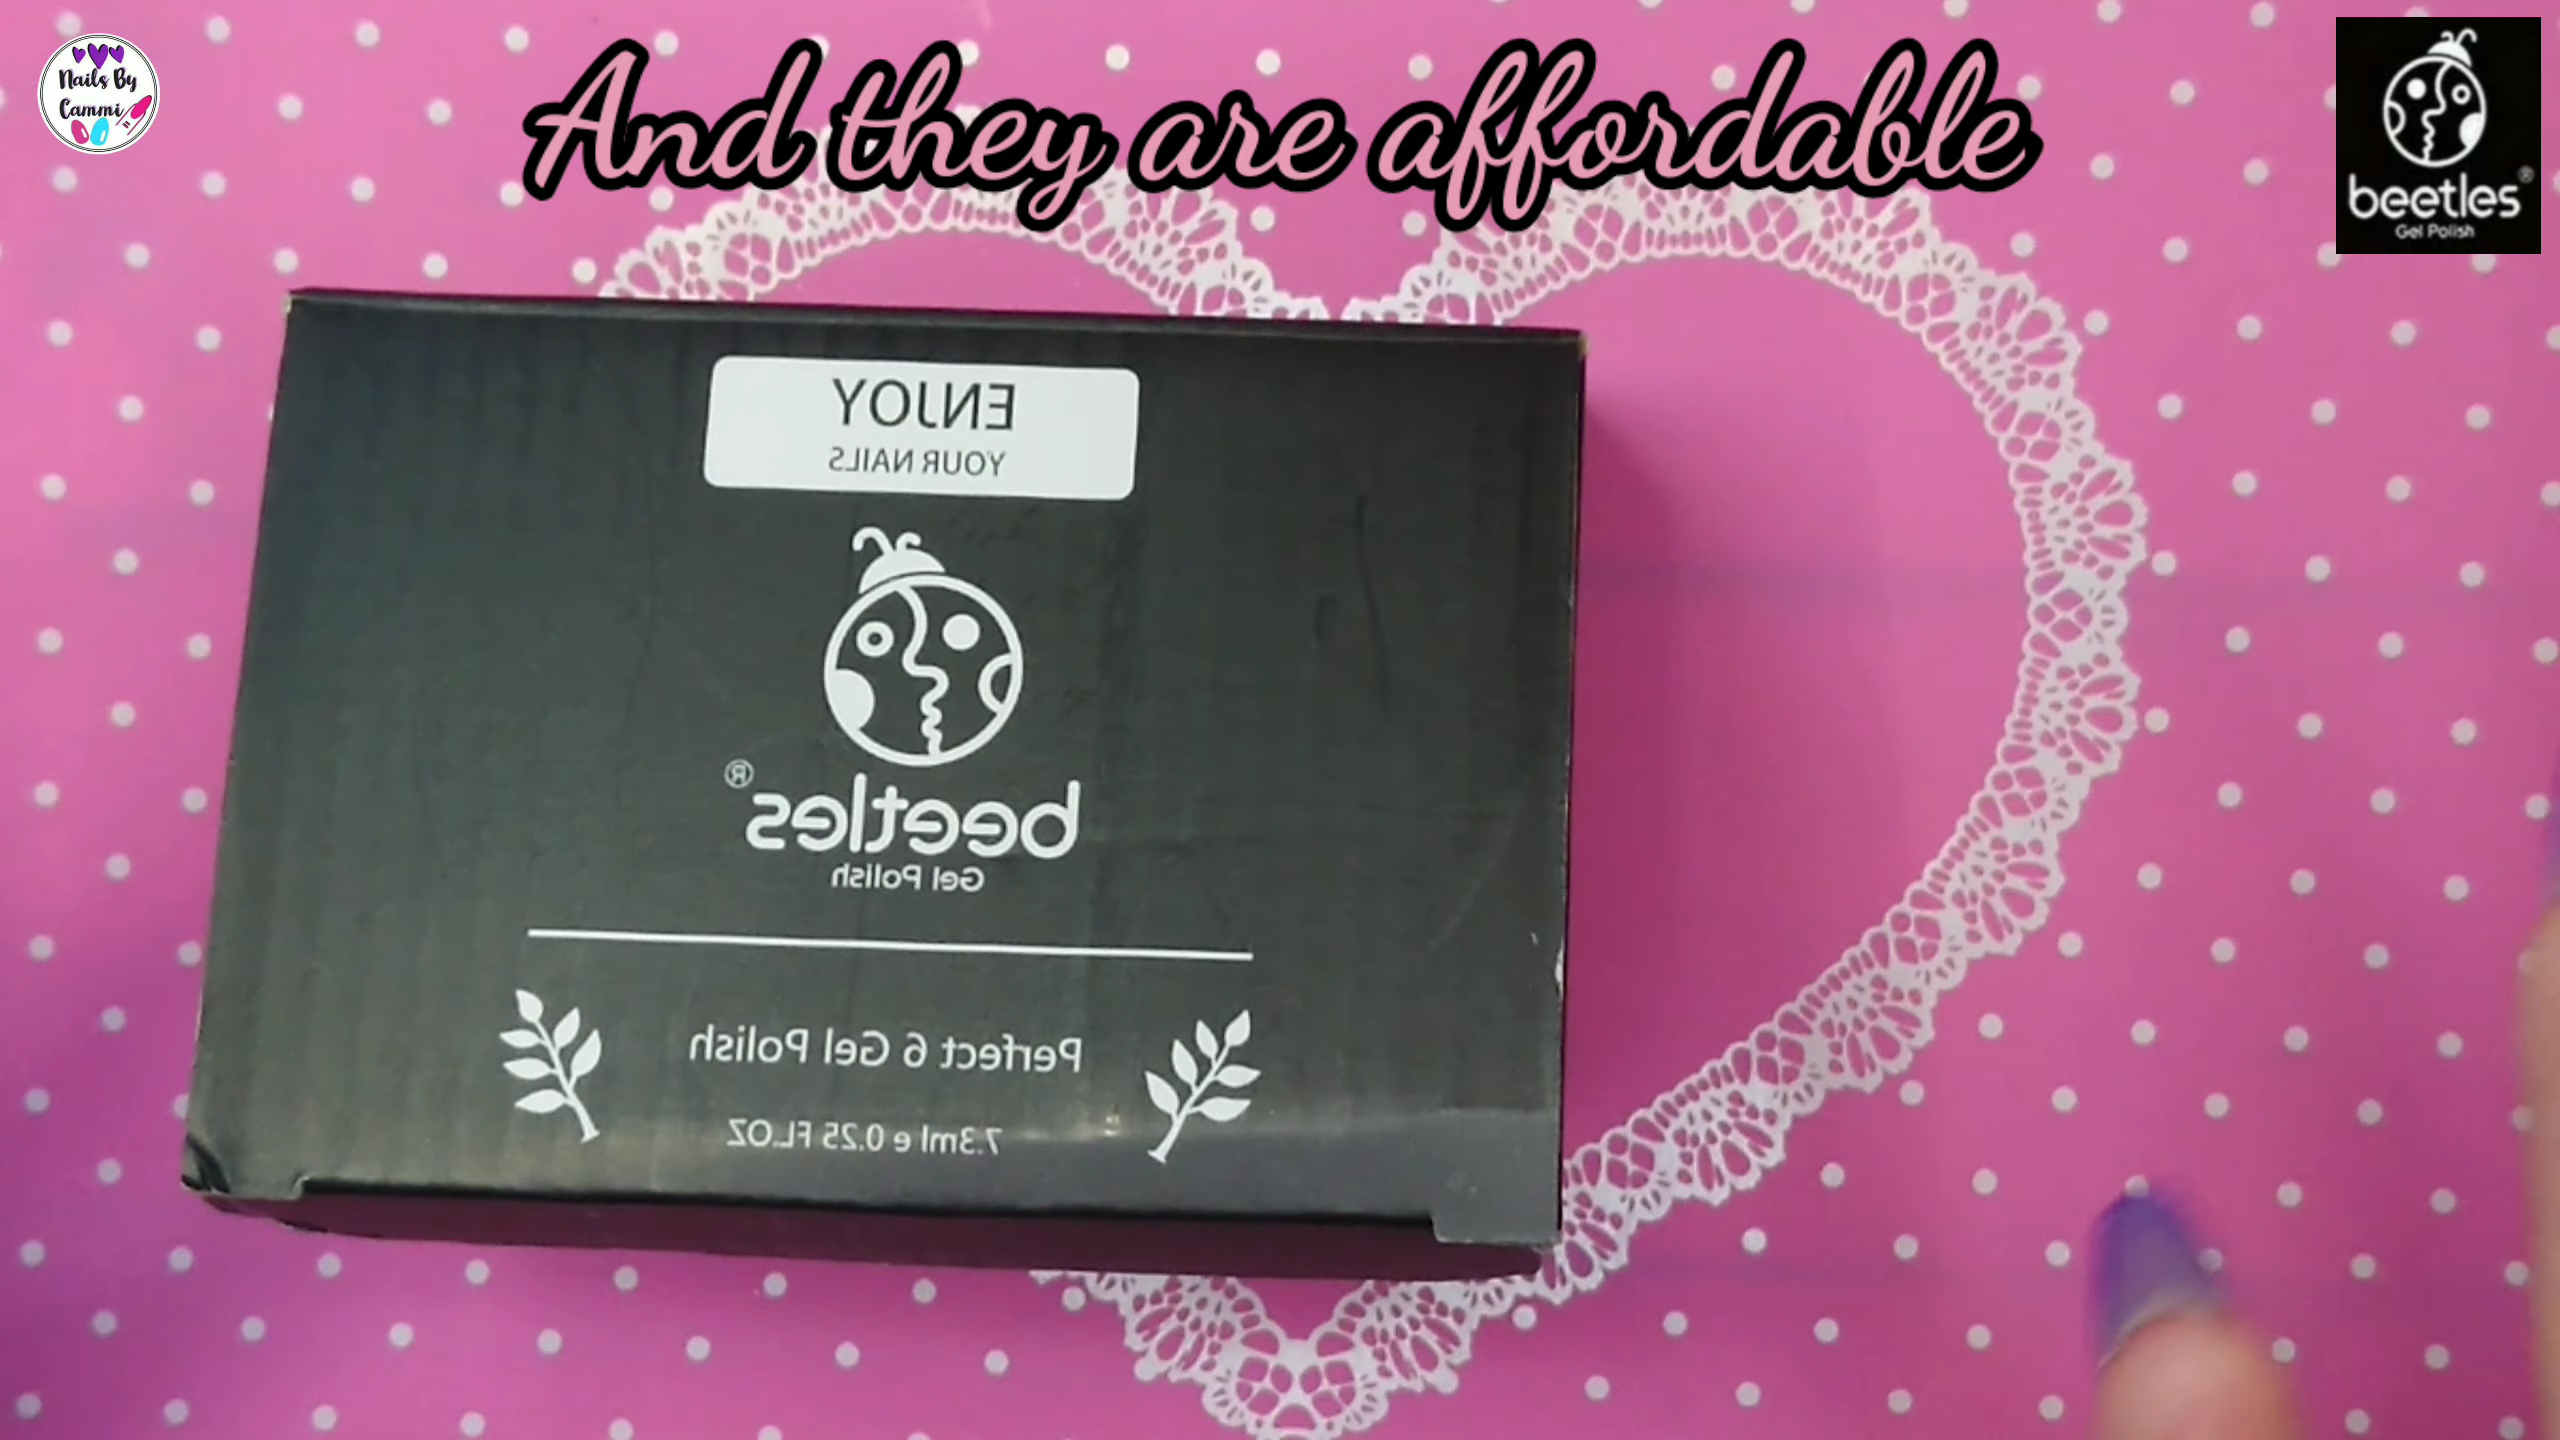 Nails By
Cammi
And they are affordable
beetles®
Gel Polish
ENJOY
YOUR NAILS
beetles®
Gel Polish
Perfect 6 Gel Polish
7.3ml e 0.25 FL.OZ